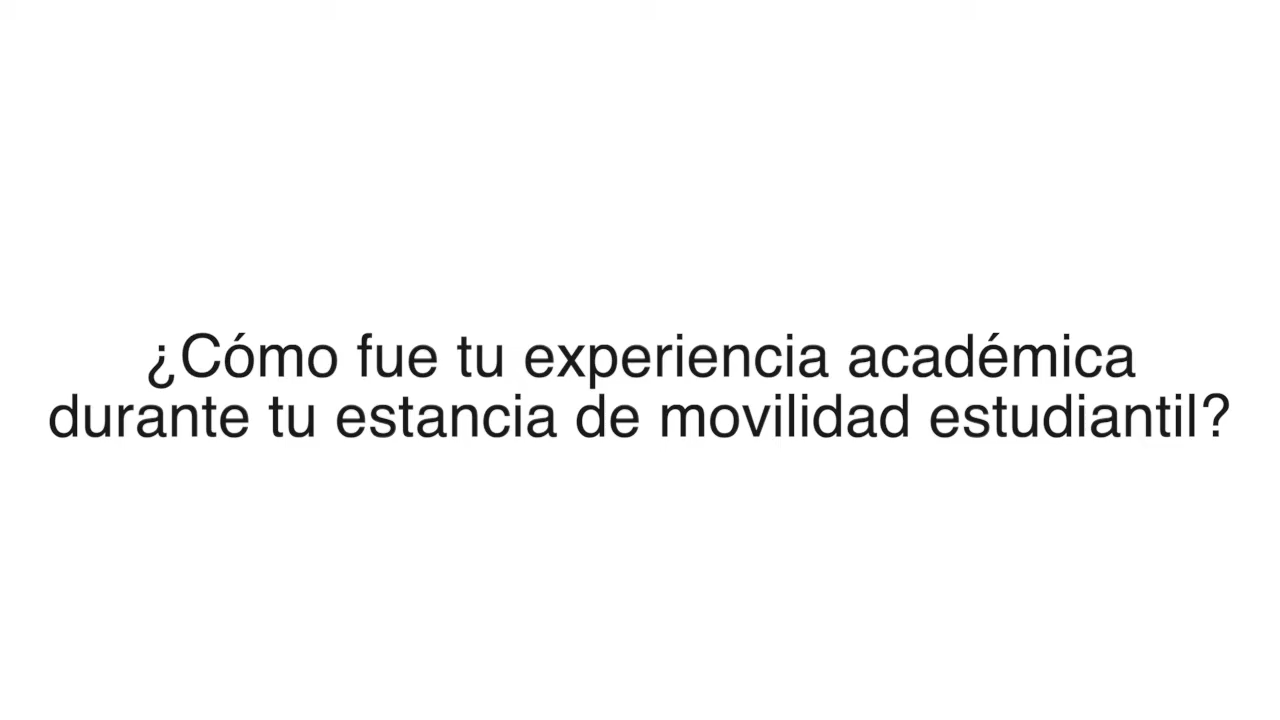 ¿Cómo fue tu experiencia académica
durante tu estancia de movilidad estudiantil?